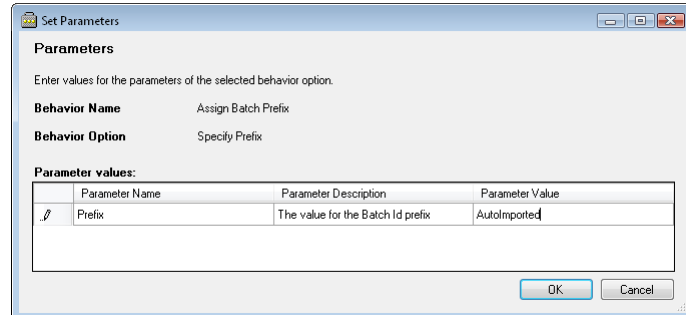 Set Parameters
Parameters
Enter values for the parameters of the selected behavior option.
Behavior Name Assign Batch Prefix
Behavior Option Specify Prefix
Parameter values:
Parameter Name Parameter Description Parameter Value
Prefix The value for the Batch Id prefix AutoImported
OK Cancel